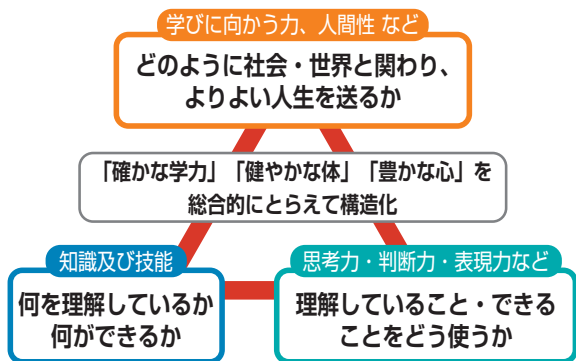 学びに向かう力、人間性 など
どのように社会・世界と関わり、
よりよい人生を送るか
「確かな学力」「健やかな体」「豊かな心」を
総合的にとらえて構造化
知識及び技能
何を理解しているか
何ができるか
思考力・判断力・表現力など
理解していること・できる
ことをどう使うか